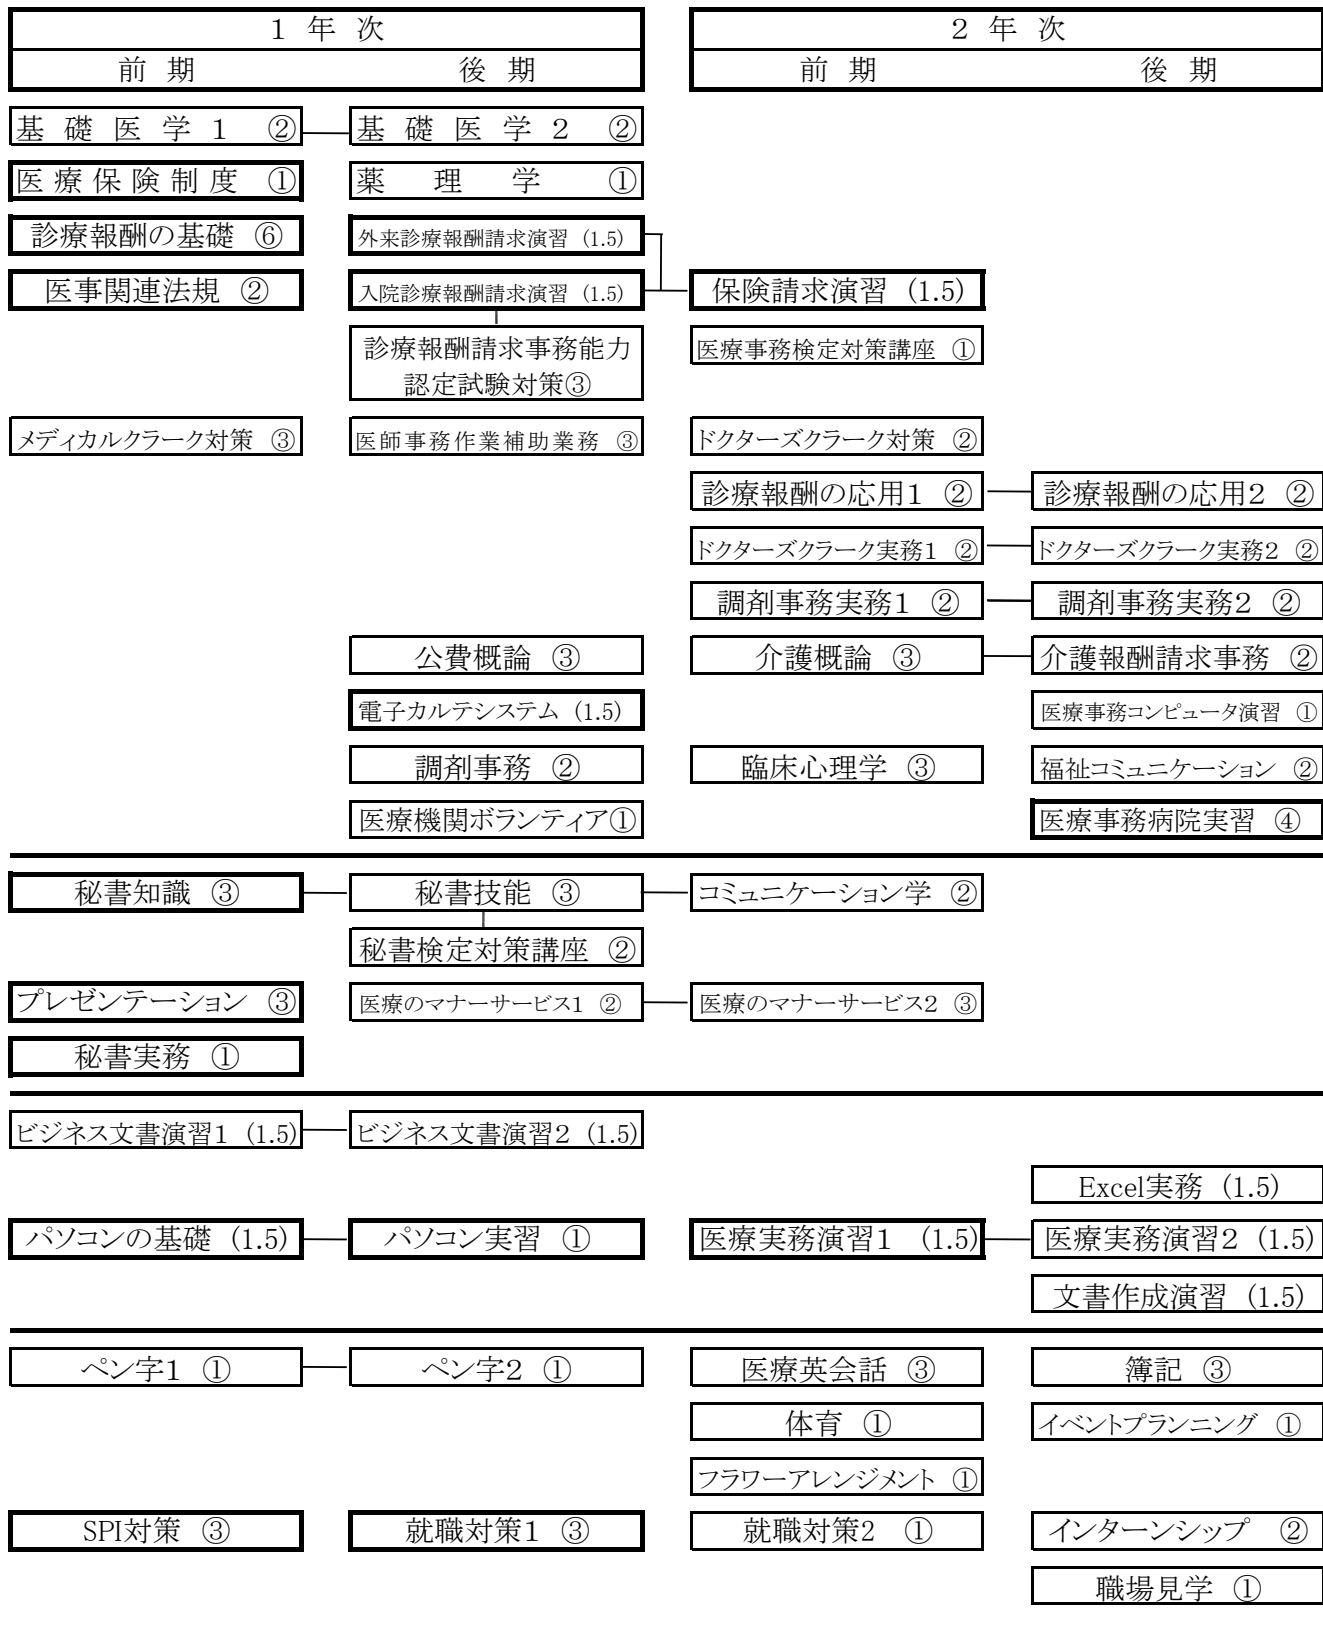 1 年 次
2 年 次
前 期
後 期
前 期
後 期
基 礎 医 学 1 ②
基 礎 医 学 2 ②
医療保険制度 ①
薬 理 学 ①
診療報酬の基礎 ⑥
外来診療報酬請求演習 (1.5)
医事関連法規 ②
入院診療報酬請求演習 (1.5)
保険請求演習 (1.5)
診療報酬請求事務能力
認定試験対策③
医療事務検定対策講座 ①
メディカルクラーク対策 ③
医師事務作業補助業務 ③
ドクターズクラーク対策 ②
診療報酬の応用1 ②
診療報酬の応用2 ②
ドクターズクラーク実務1 ②
ドクターズクラーク実務2 ②
調剤事務実務1 ②
調剤事務実務2 ②
公費概論 ③
介護概論 ③
介護報酬請求事務 ②
電子カルテシステム (1.5)
医療事務コンピュータ演習 ①
調剤事務 ②
臨床心理学 ③
福祉コミュニケーション ②
医療機関ボランティア①
医療事務病院実習 ④
秘書知識 ③
秘書技能 ③
コミュニケーション学 ②
秘書検定対策講座 ②
プレゼンテーション ③
医療のマナーサービス1 ②
医療のマナーサービス2 ③
秘書実務 ①
ビジネス文書演習1 (1.5)
ビジネス文書演習2 (1.5)
Excel実務 (1.5)
パソコンの基礎 (1.5)
パソコン実習 ①
医療実務演習1 (1.5)
医療実務演習2 (1.5)
文書作成演習 (1.5)
ペン字1 ①
ペン字2 ①
医療英会話 ③
簿記 ③
体育 ①
イベントプランニング ①
フラワーアレンジメント ①
SPI対策 ③
就職対策1 ③
就職対策2 ①
インターンシップ ②
職場見学 ①